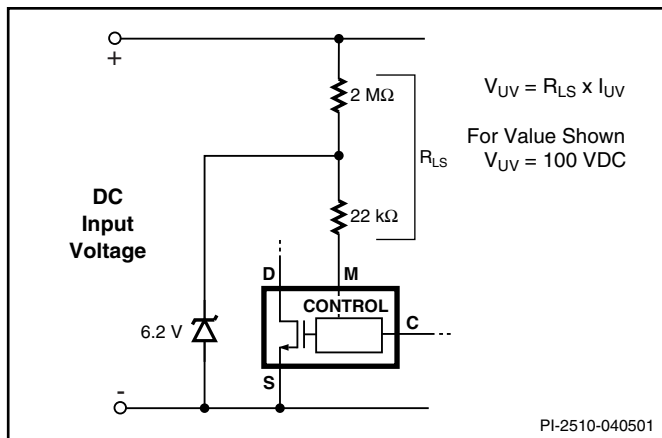 +
2 MΩ
V_UV = R_LS x I_UV
For Value Shown
V_UV = 100 VDC
R_LS
DC
Input
Voltage
22 kΩ
D
M
CONTROL
C
6.2 V
S
-
PI-2510-040501